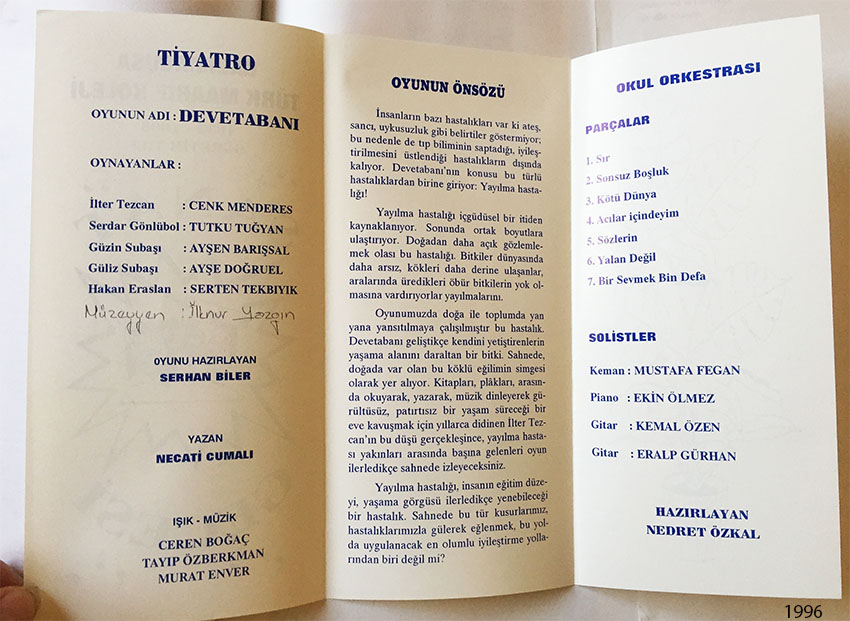 TİYATRO
OYUNUN ADI : DEVETABANI
OYNAYANLAR :
İlter Tezcan : CENK MENDERES
Serdar Gönlübol : TUTKU TUĞYAN
Güzin Subaşı : AYŞEN BARIŞSAL
Güliz Subaşı : AYŞE DOĞRUEL
Hakan Eraslan : SERTEN TEKBIYIK
Müzeyyen : İlknur Yazgın
OYUNU HAZIRLAYAN
SERHAN BİLER
YAZAN
NECATİ CUMALI
IŞIK - MÜZİK
CEREN BOĞAÇ
TAYIP ÖZBERKMAN
MURAT ENVER
OYUNUN ÖNSÖZÜ
İnsanların bazı hastalıkları var ki ateş,
sancı, uykusuzluk gibi belirtiler göstermiyor;
bu nedenle de tıp biliminin saptadığı, iyileş-
tirilmesini üstlendiği hastalıkların dışında
kalıyor. Devetabanı'nın konusu bu türlü
hastalıklardan birine giriyor: Yayılma hasta-
lığı!
Yayılma hastalığı içgüdüsel bir itiden
kaynaklanıyor. Sonunda ortak boyutlara
ulaştırıyor. Doğadan daha açık gözlemle-
mek olası bu hastalığı. Bitkiler dünyasında
daha arsız, kökleri daha derine ulaşanlar,
aralarında üredikleri öbür bitkilerin yok ol-
masına vardırıyorlar yayılmalarını.
Oyunumuzda doğa ile toplumda yan
yana yansıtılmaya çalışılmıştır bu hastalık.
Devetabanı geliştikçe kendini yetiştirenlerin
yaşama alanını daraltan bir bitki. Sahnede,
doğada var olan bu köklü eğilimin simgesi
olarak yer alıyor. Kitapları, plâkları, arasın-
da okuyarak, yazarak, müzik dinleyerek gü-
rültüsüz, patırtısız bir yaşam süreceği bir
eve kavuşmak için yıllarca didinen İlter Tez-
can'ın bu düşü gerçekleşince, yayılma hasta-
sı yakınları arasında başına gelenleri oyun
ilerledikçe sahnede izleyeceksiniz.
Yayılma hastalığı, insanın eğitim düze-
yi, yaşama görgüsü ilerledikçe yenebileceği
bir hastalık. Sahnede bu tür kusurlarımız,
hastalıklarımızla gülerek eğlenmek, bu yol-
da uygulanacak en olumlu iyileştirme yolla-
rından biri değil mi?
OKUL ORKESTRASI
PARÇALAR
1. Sır
2. Sonsuz Boşluk
3. Kötü Dünya
4. Acılar içindeyim
5. Sözlerin
6. Yalan Değil
7. Bir Sevmek Bin Defa
SOLİSTLER
Keman : MUSTAFA FEGAN
Piano : EKİN ÖLMEZ
Gitar : KEMAL ÖZEN
Gitar : ERALP GÜRHAN
HAZIRLAYAN
NEDRET ÖZKAL
1996